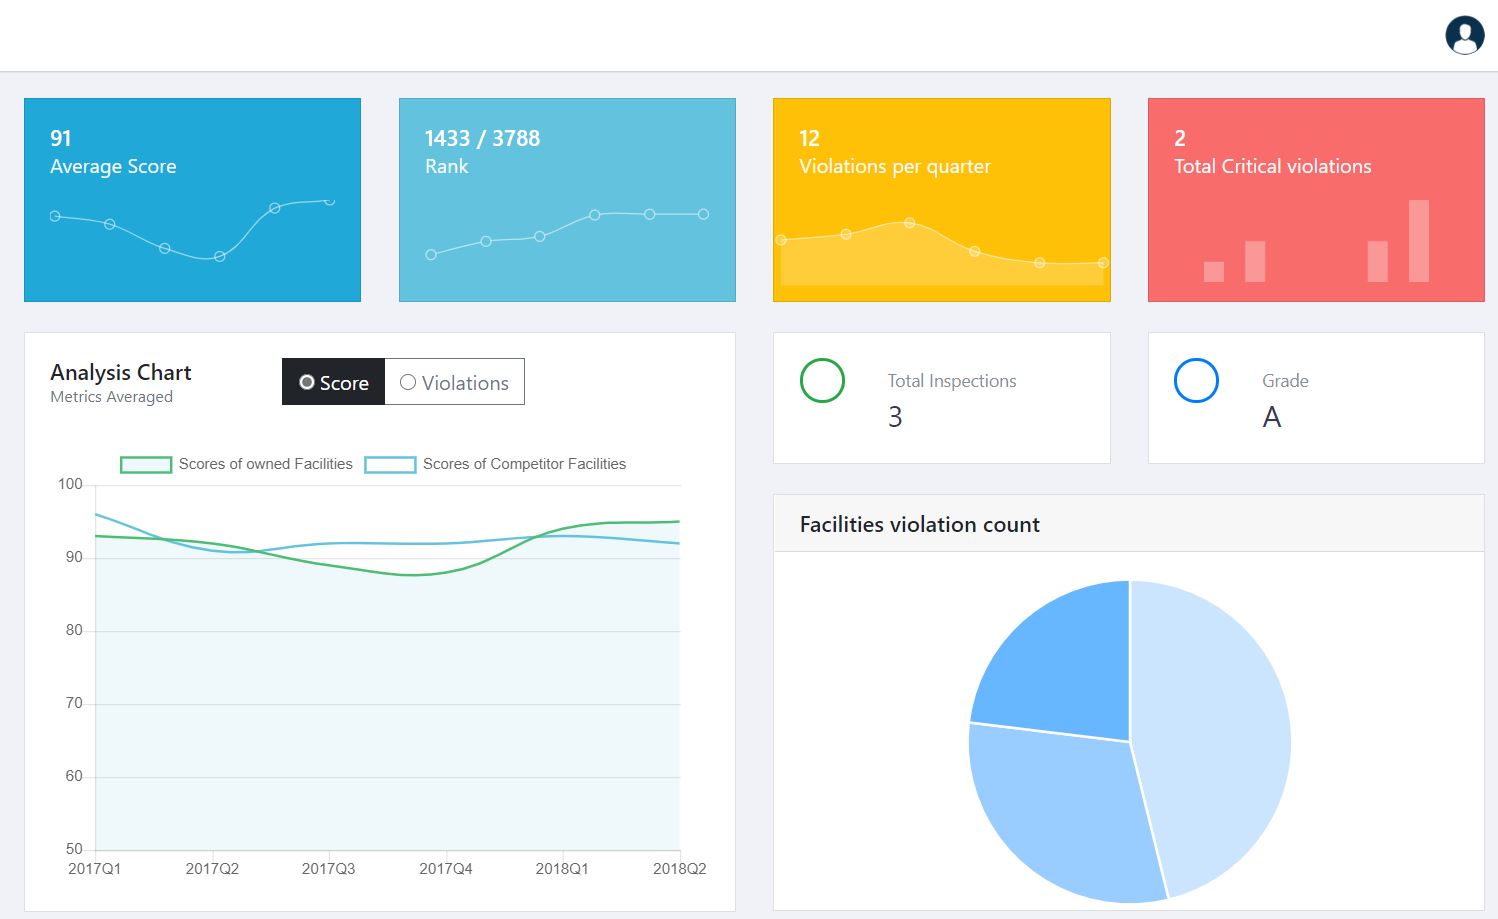 91
Average Score
1433 / 3788
Rank
12
Violations per quarter
2
Total Critical violations
Analysis Chart
Metrics Averaged
Score
Violations
Scores of owned Facilities
Scores of Competitor Facilities
100
90
80
70
60
50
2017Q1
2017Q2
2017Q3
2017Q4
2018Q1
2018Q2
Total Inspections
3
Grade
A
Facilities violation count